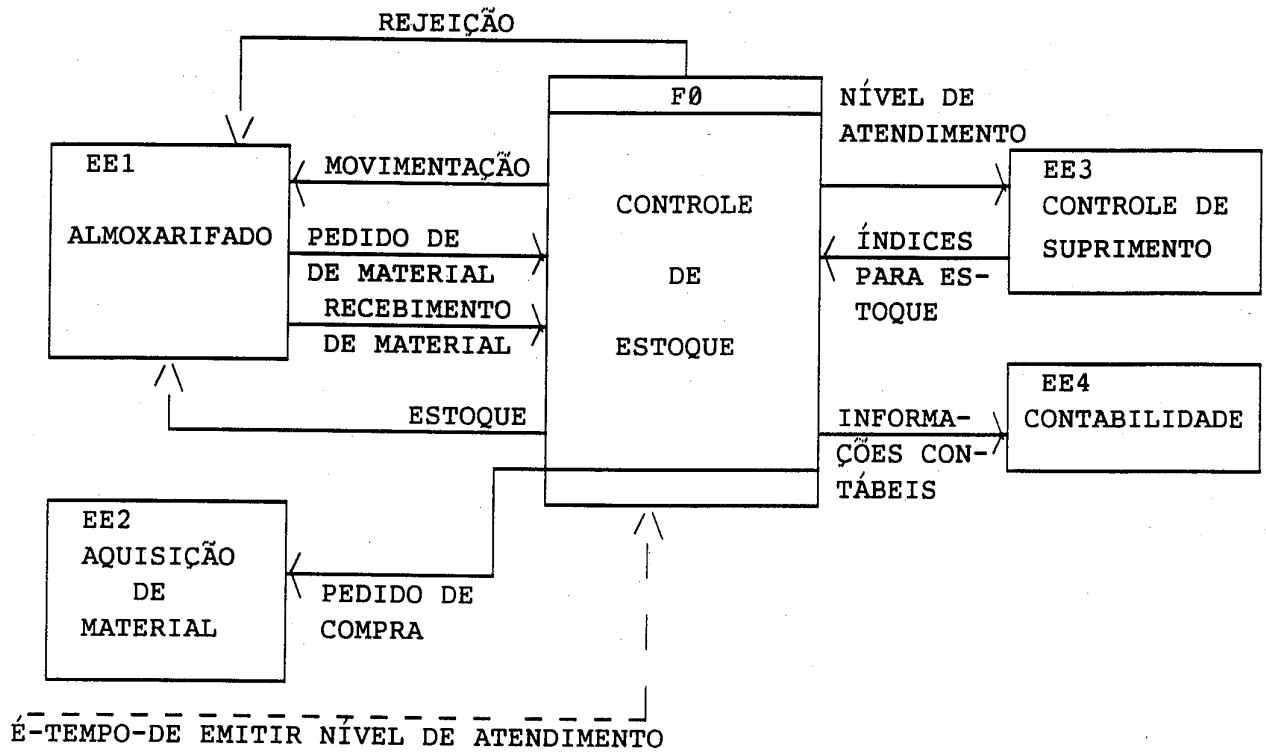 REJEIÇÃO
F0
NÍVEL DE
ATENDIMENTO
EE1
ALMOXARIFADO
MOVIMENTAÇÃO
PEDIDO DE
DE MATERIAL
RECEBIMENTO
DE MATERIAL
ESTOQUE
CONTROLE
DE
ESTOQUE
EE3
CONTROLE DE
SUPRIMENTO
ÍNDICES
PARA ES-
TOQUE
EE4
CONTABILIDADE
INFORMA-
ÇÕES CON-
TÁBEIS
EE2
AQUISIÇÃO
DE
MATERIAL
PEDIDO DE
COMPRA
É-TEMPO-DE EMITIR NÍVEL DE ATENDIMENTO